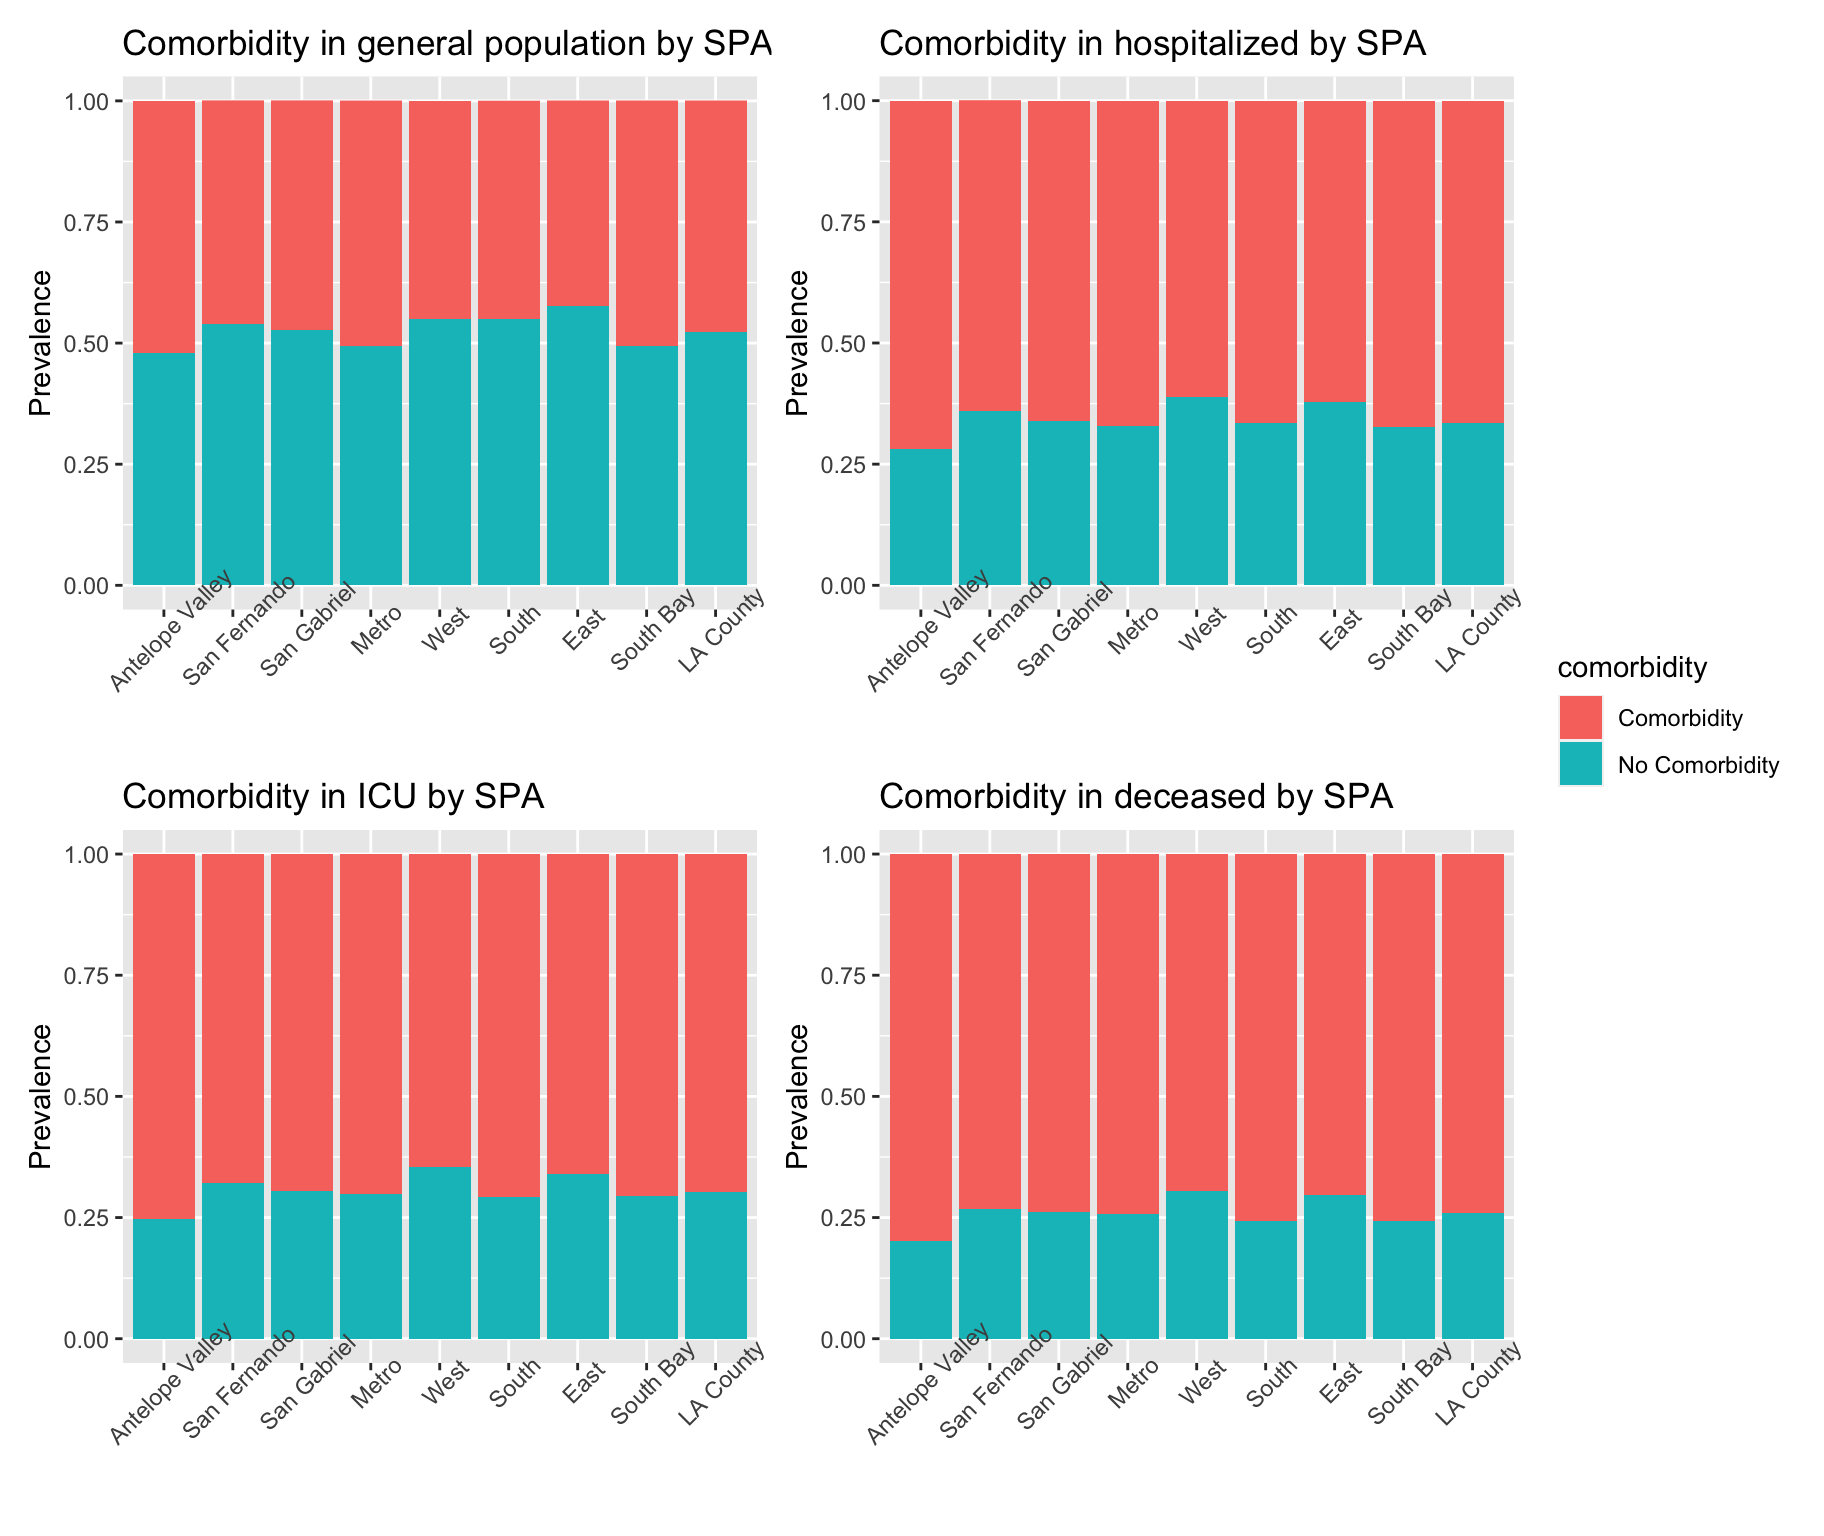 Comorbidity in general population by SPA
Prevalence
1.00
0.75
0.50
0.25
0.00
Antelope Valley
San Fernando
San Gabriel
Metro
West
South
East
South Bay
LA County
Comorbidity in hospitalized by SPA
Prevalence
1.00
0.75
0.50
0.25
0.00
Antelope Valley
San Fernando
San Gabriel
Metro
West
South
East
South Bay
LA County
Comorbidity in ICU by SPA
Prevalence
1.00
0.75
0.50
0.25
0.00
Antelope Valley
San Fernando
San Gabriel
Metro
West
South
East
South Bay
LA County
Comorbidity in deceased by SPA
Prevalence
1.00
0.75
0.50
0.25
0.00
Antelope Valley
San Fernando
San Gabriel
Metro
West
South
East
South Bay
LA County
comorbidity
Comorbidity
No Comorbidity